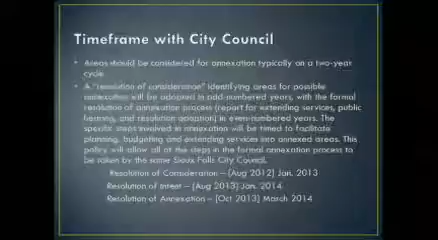 Timeframe with City Council
• Areas should be considered for annexation typically on a two-year
cycle.
• A "resolution of consideration" identifying areas for possible
annexation will be adopted in odd-numbered years, with the formal
resolution of annexation process (report for extending services, public
hearing, and resolution adoption) in even-numbered years. The
specific steps involved in annexation will be timed to facilitate
planning, budgeting and extending services into annexed areas. This
policy will allow all of the steps in the formal annexation process to
be taken by the same Sioux Falls City Council.
Resolution of Consideration – (Aug 2012) Jan. 2013
Resolution of Intent – (Aug 2013) Jan. 2014
Resolution of Annexation – (Oct 2013) March 2014